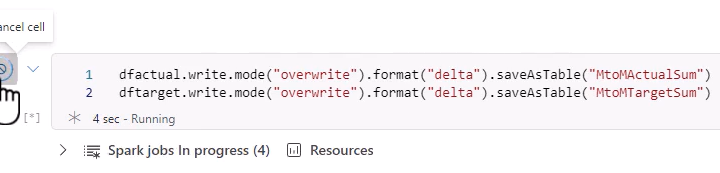 ancel cell
1 dfactual.write.mode("overwrite").format("delta").saveAsTable("MtoMActualSum")
2 dftarget.write.mode("overwrite").format("delta").saveAsTable("MtoMTargetSum")
[*]
4 sec - Running
Spark jobs In progress (4) Resources